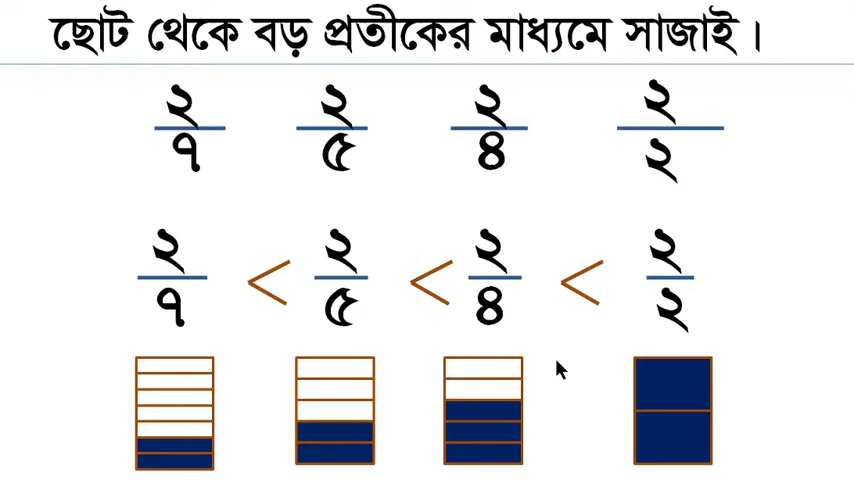 ছোট থেকে বড় প্রতীকের মাধ্যমে সাজাই।
২ ২ ২ ২
৭ ৫ ৪ ২
২ < ২ < ২ < ২
৭ ৫ ৪ ২